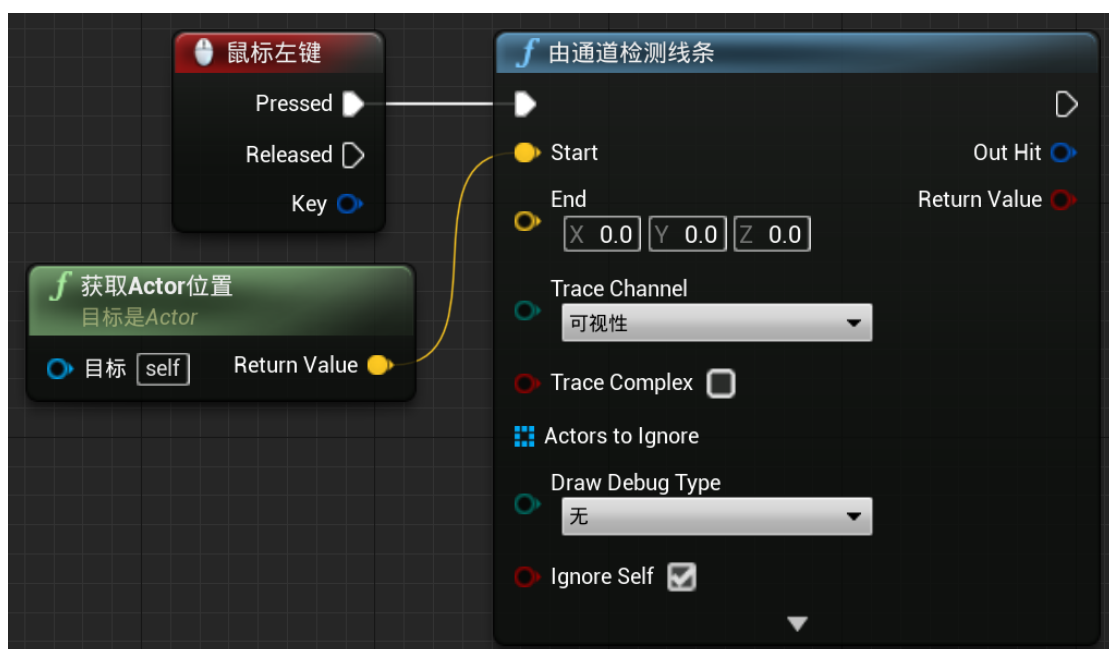 鼠标左键
Pressed
Released
Key
f 获取Actor位置
目标是Actor
目标 self Return Value
f 由通道检测线条
Start Out Hit
End Return Value
X 0.0 Y 0.0 Z 0.0
Trace Channel
可视性
Trace Complex
Actors to Ignore
Draw Debug Type
无
Ignore Self